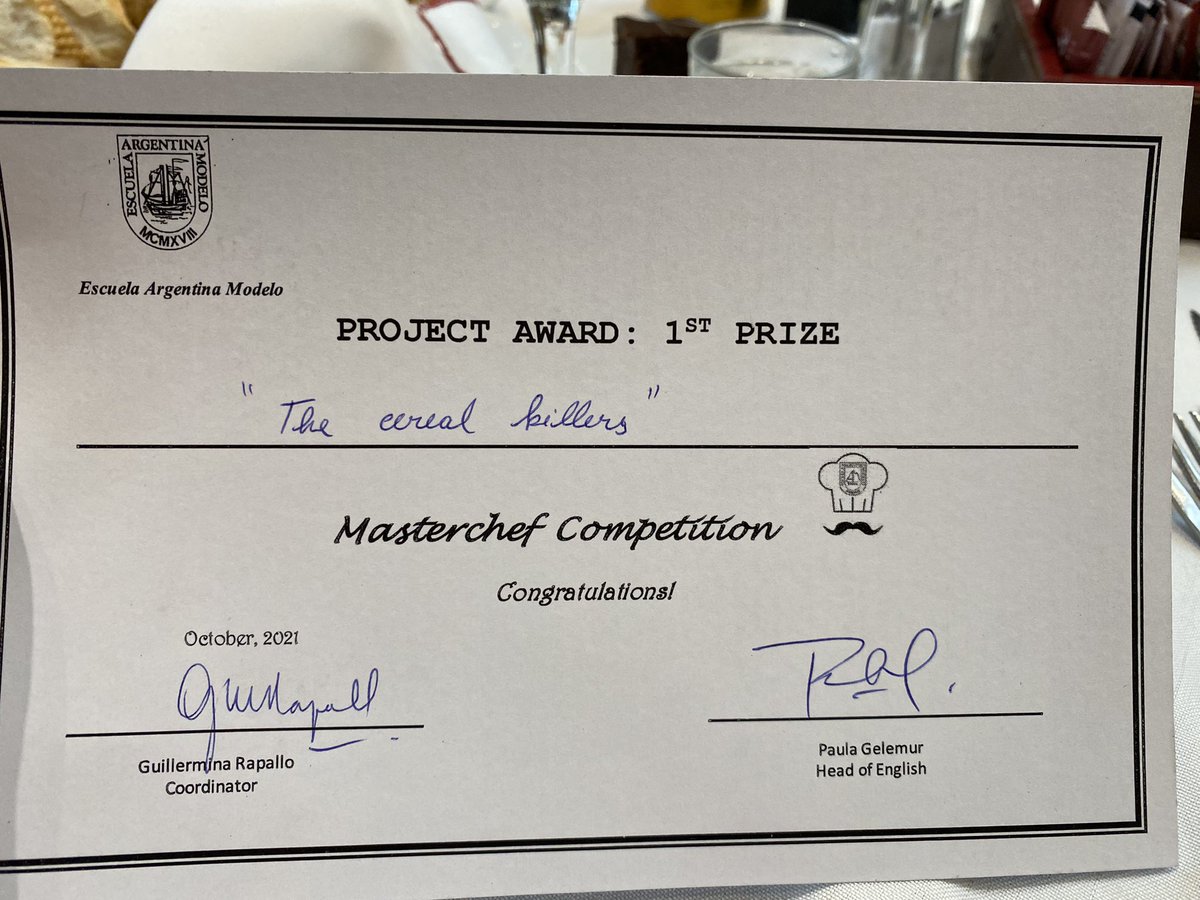 ESCUELA ARGENTINA MODELO
MCMXVIII
Escuela Argentina Modelo
PROJECT AWARD: 1ST PRIZE
"The cereal killers"
Masterchef Competition
Congratulations!
October, 2021
Guillermina Rapallo
Coordinator
Paula Gelemur
Head of English